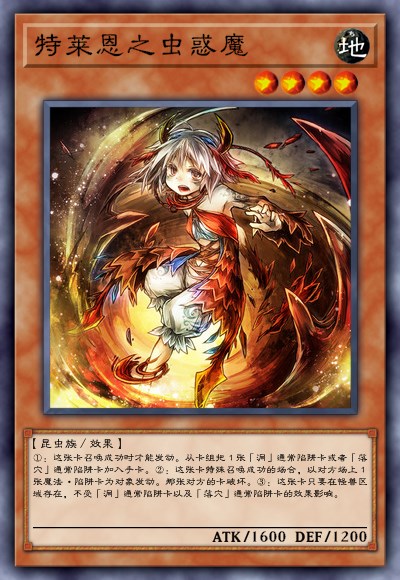 特莱恩之虫惑魔
地
【昆虫族／效果】
①：这张卡召唤成功时才能发动。从卡组把1张「洞」通常陷阱卡或者「落
穴」通常陷阱卡加入手卡。②：这张卡特殊召唤成功的场合，以对方场上1
张魔法·陷阱卡为对象发动。那张对方的卡破坏。③：这张卡只要在怪兽区
域存在，不受「洞」通常陷阱卡以及「落穴」通常陷阱卡的效果影响。
ATK/1600 DEF/1200